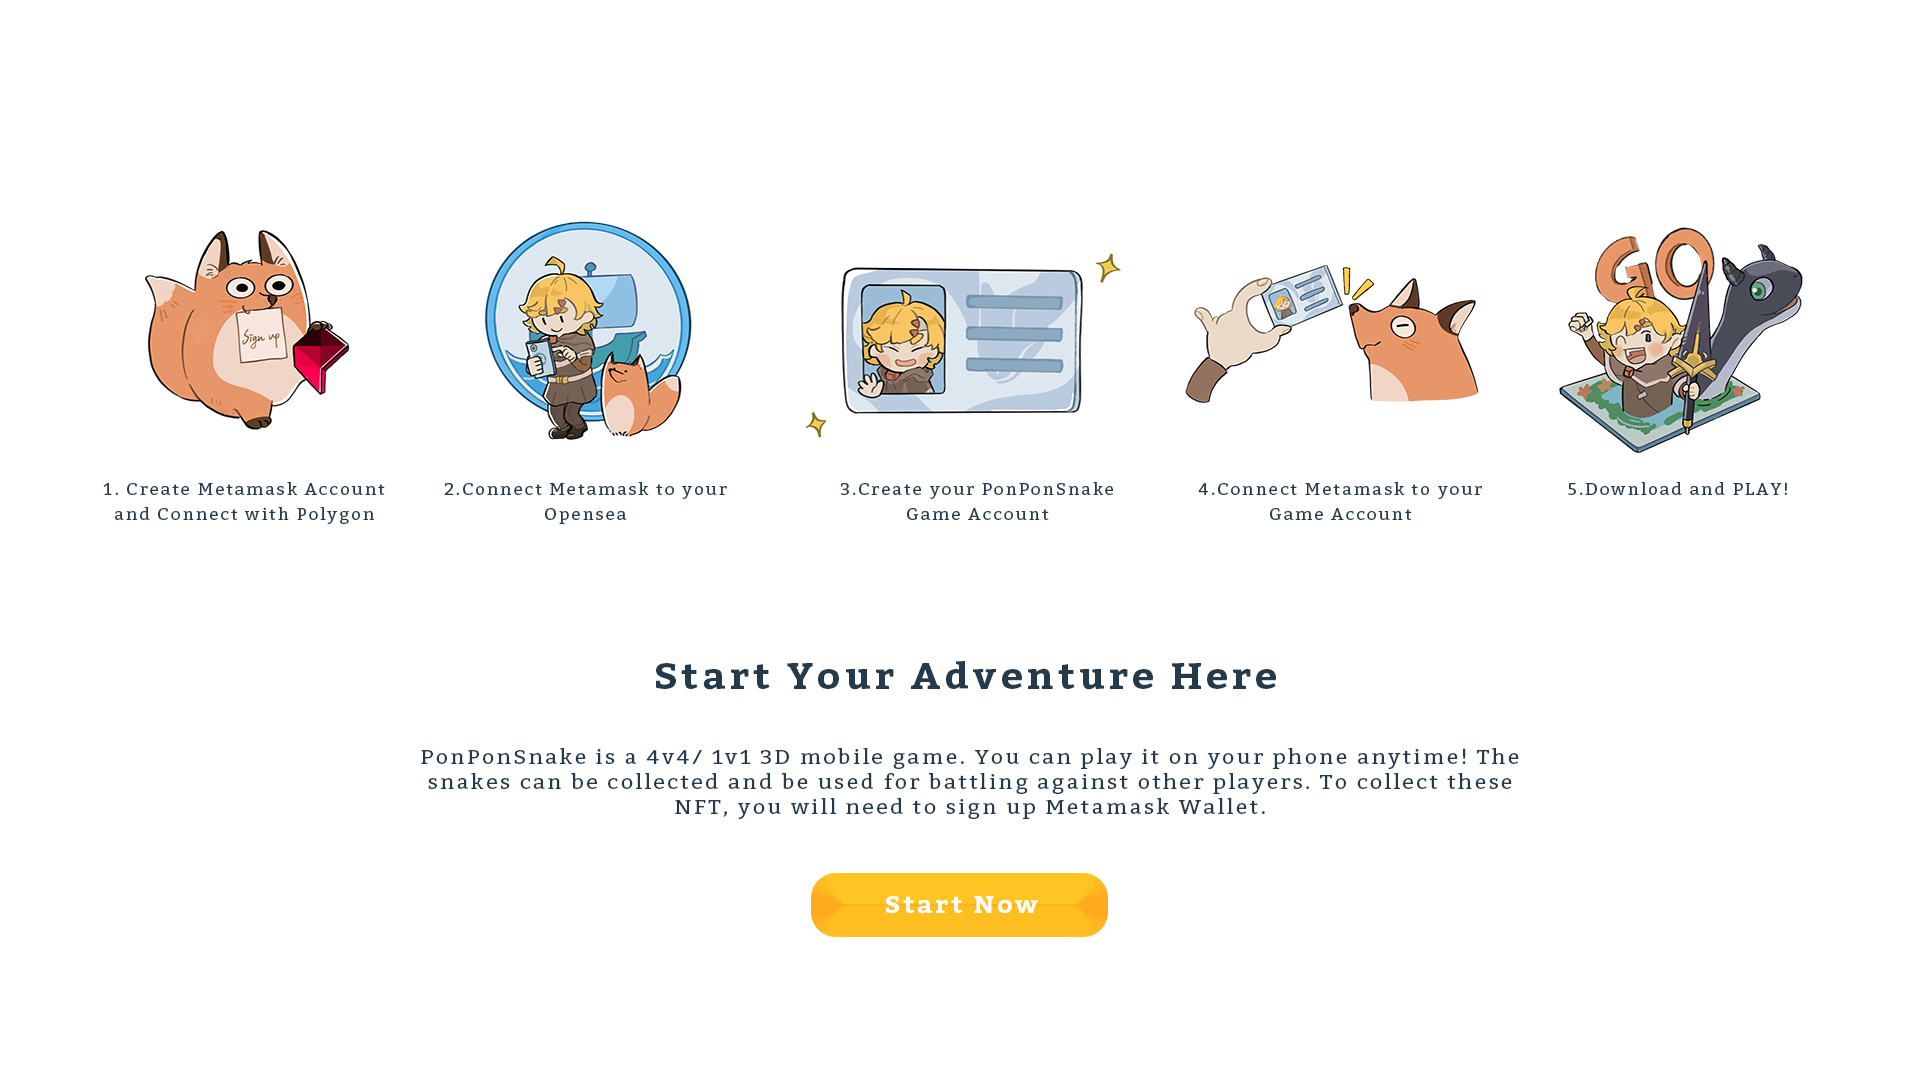 Sign up
GO
1. Create Metamask Account
and Connect with Polygon
2.Connect Metamask to your
Opensea
3.Create your PonPonSnake
Game Account
4.Connect Metamask to your
Game Account
5.Download and PLAY!
Start Your Adventure Here
PonPonSnake is a 4v4/ 1v1 3D mobile game. You can play it on your phone anytime! The
snakes can be collected and be used for battling against other players. To collect these
NFT, you will need to sign up Metamask Wallet.
Start Now